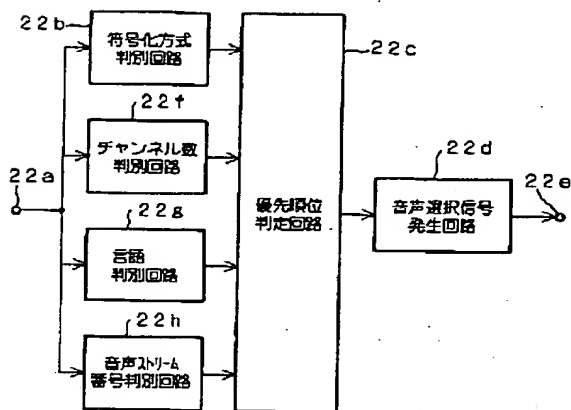 22b
符号化方式
判別回路
22c
22f
チャンネル数
判別回路
22a
22d
22e
優先順位
判定回路
音声選択信号
発生回路
22g
言語
判別回路
22h
音声ストリーム
番号判別回路